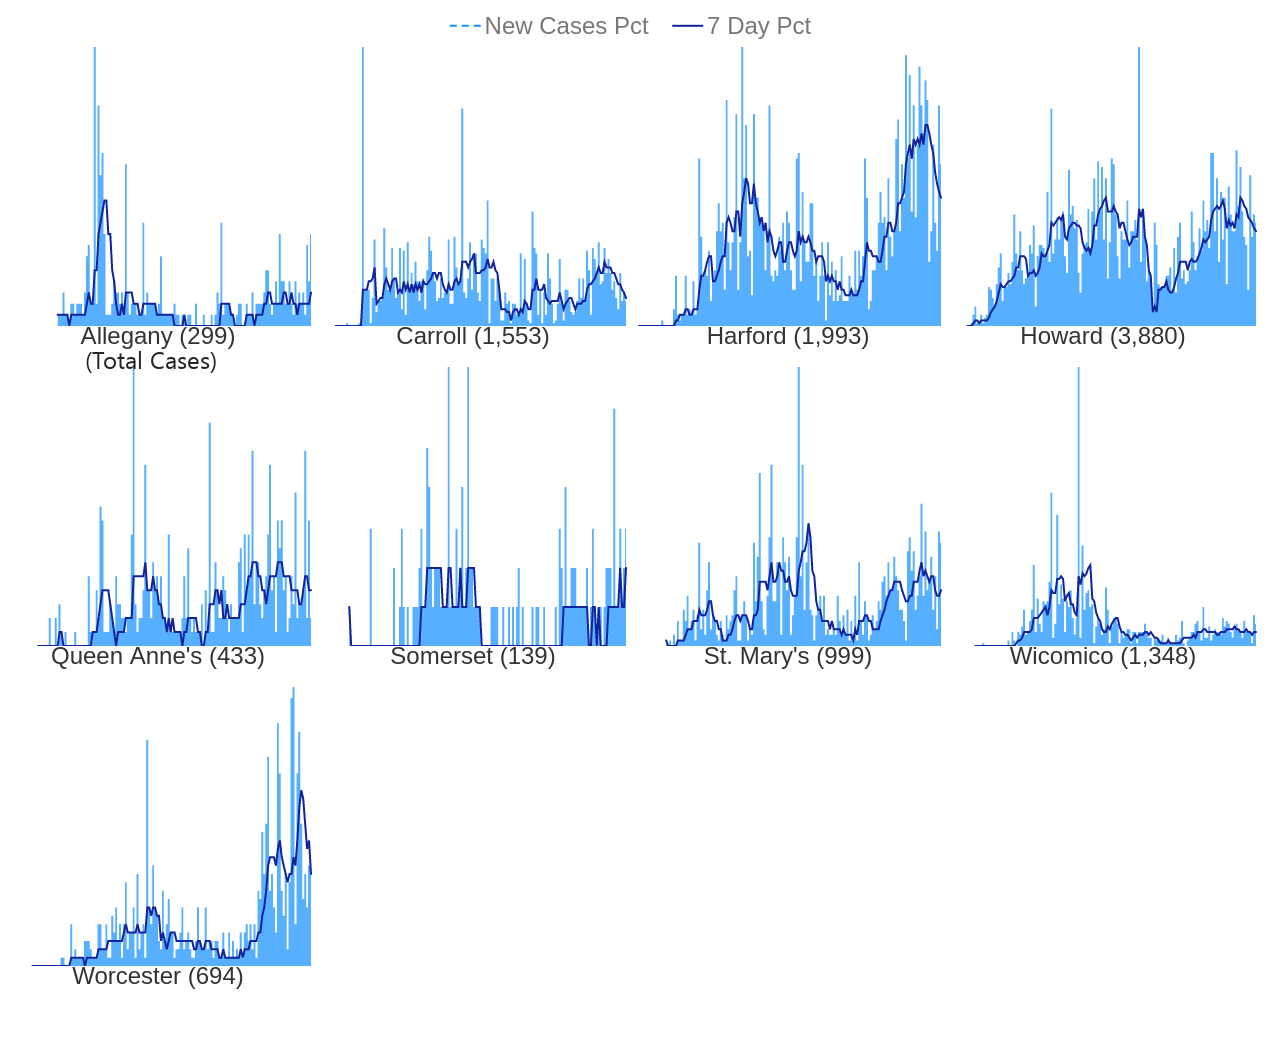 New Cases Pct 7 Day Pct
Allegany (299) Carroll (1,553) Harford (1,993) Howard (3,880)
(Total Cases)
Queen Anne's (433) Somerset (139) St. Mary's (999) Wicomico (1,348)
Worcester (694)